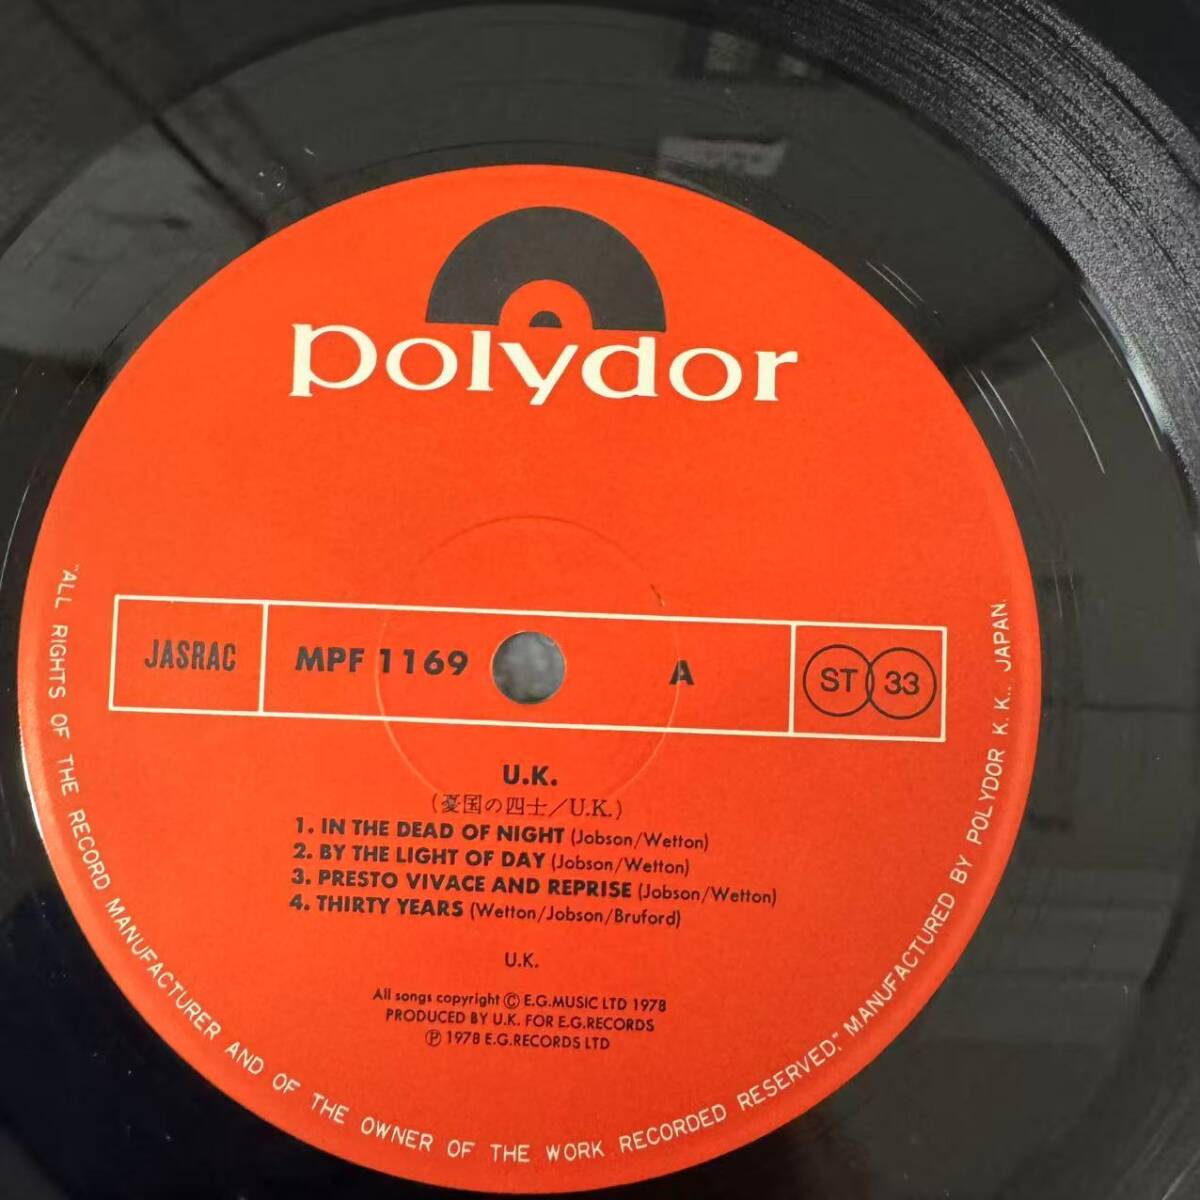 polydor
JASRAC
MPF 1169
A
ST 33
U.K.
(憂国の四士/U.K.)
1. IN THE DEAD OF NIGHT (Jobson/Wetton)
2. BY THE LIGHT OF DAY (Jobson/Wetton)
3. PRESTO VIVACE AND REPRISE (Jobson/Wetton)
4. THIRTY YEARS (Wetton/Jobson/Bruford)
U.K.
All songs copyright © E.G.MUSIC LTD 1978
PRODUCED BY U.K. FOR E.G.RECORDS
℗ 1978 E.G.RECORDS LTD
"ALL RIGHTS OF THE RECORD MANUFACTURER AND OF THE OWNER OF THE WORK RECORDED RESERVED." MANUFACTURED BY POLYDOR K.K., JAPAN.